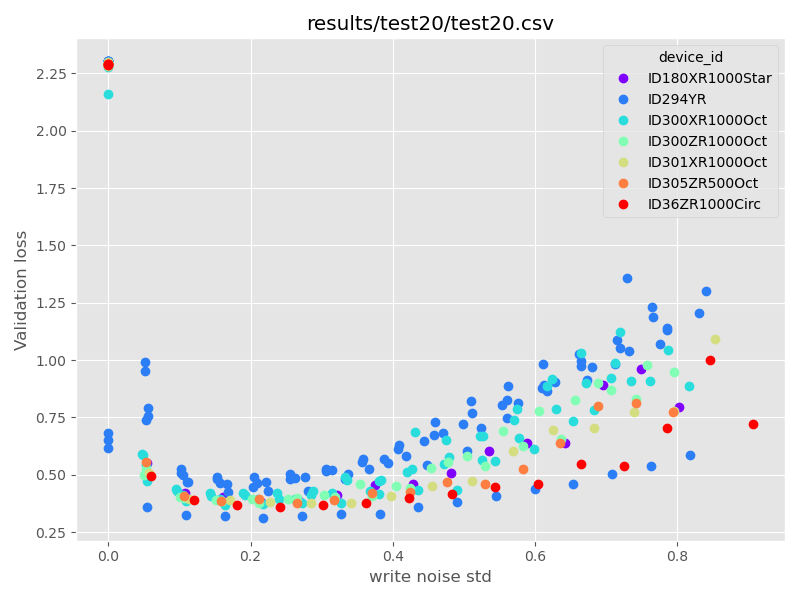 results/test20/test20.csv
device_id
ID180XR1000Star
ID294YR
ID300XR1000Oct
ID300ZR1000Oct
ID301XR1000Oct
ID305ZR500Oct
ID36ZR1000Circ
Validation loss
2.25
2.00
1.75
1.50
1.25
1.00
0.75
0.50
0.25
0.0
0.2
0.4
0.6
0.8
write noise std